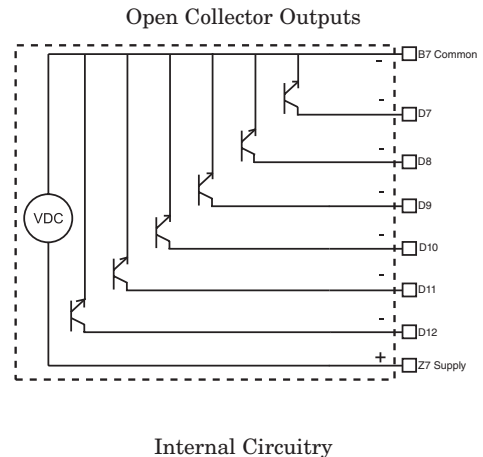 Open Collector Outputs
- B7 Common
- D7
- D8
- D9
- D10
- D11
- D12
+ Z7 Supply
VDC
Internal Circuitry